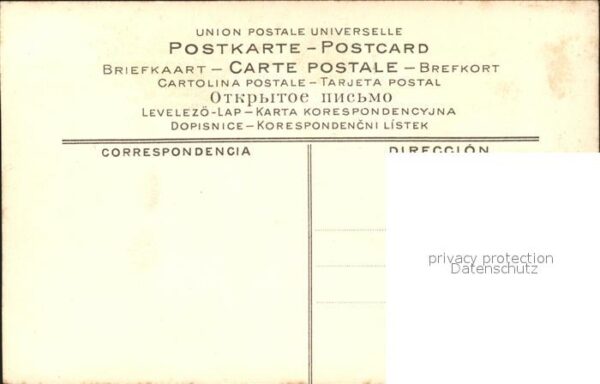 UNION POSTALE UNIVERSELLE
POSTKARTE – POSTCARD
BRIEFKAART – CARTE POSTALE – BREFKORT
CARTOLINA POSTALE – TARJETA POSTAL
Открытое письмо
LEVELEZŐ-LAP – KARTA KORESPONDENCYJNA
DOPISNICE – KORESPONDENČNI LÍSTEK
CORRESPONDENCIA
DIRECCIÓN
privacy protection
Datenschutz